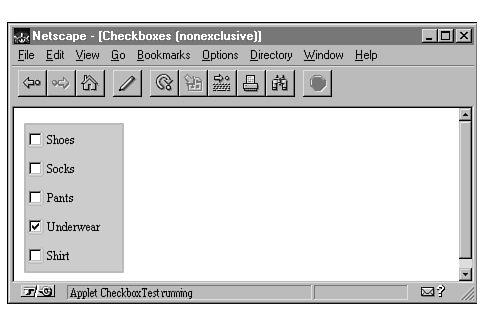 Netscape - [Checkboxes (nonexclusive)]
File Edit View Go Bookmarks Options Directory Window Help
Shoes
Socks
Pants
Underwear
Shirt
Applet CheckboxTest running
?